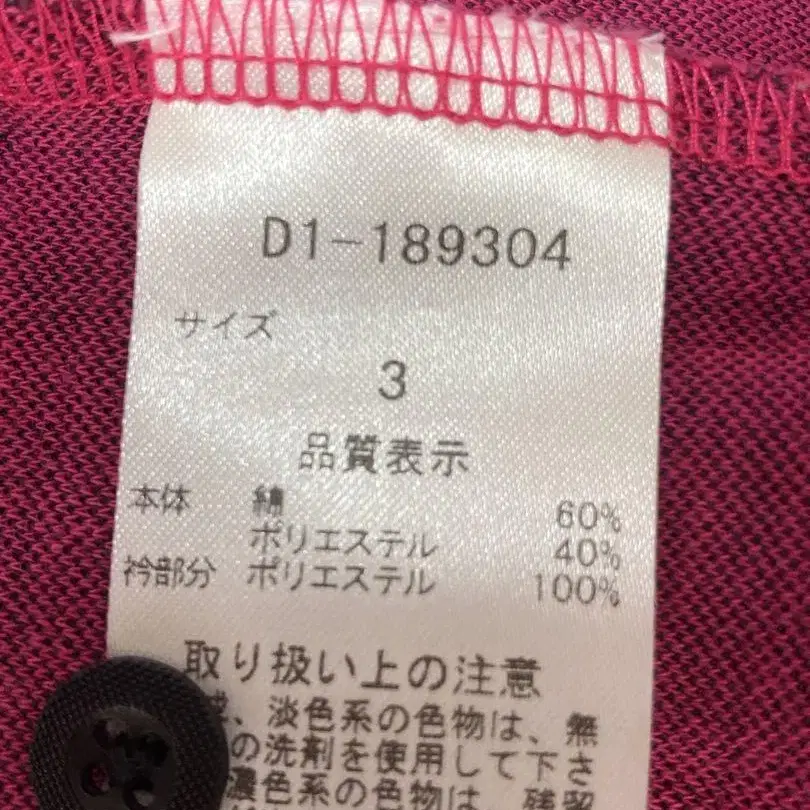 D1-189304
サイズ
3
品質表示
本体 綿 60%
ポリエステル 40%
衿部分 ポリエステル 100%
取り扱い上の注意
、淡色系の色物は、無
の洗剤を使用して下さ
濃色系の色物は、残留